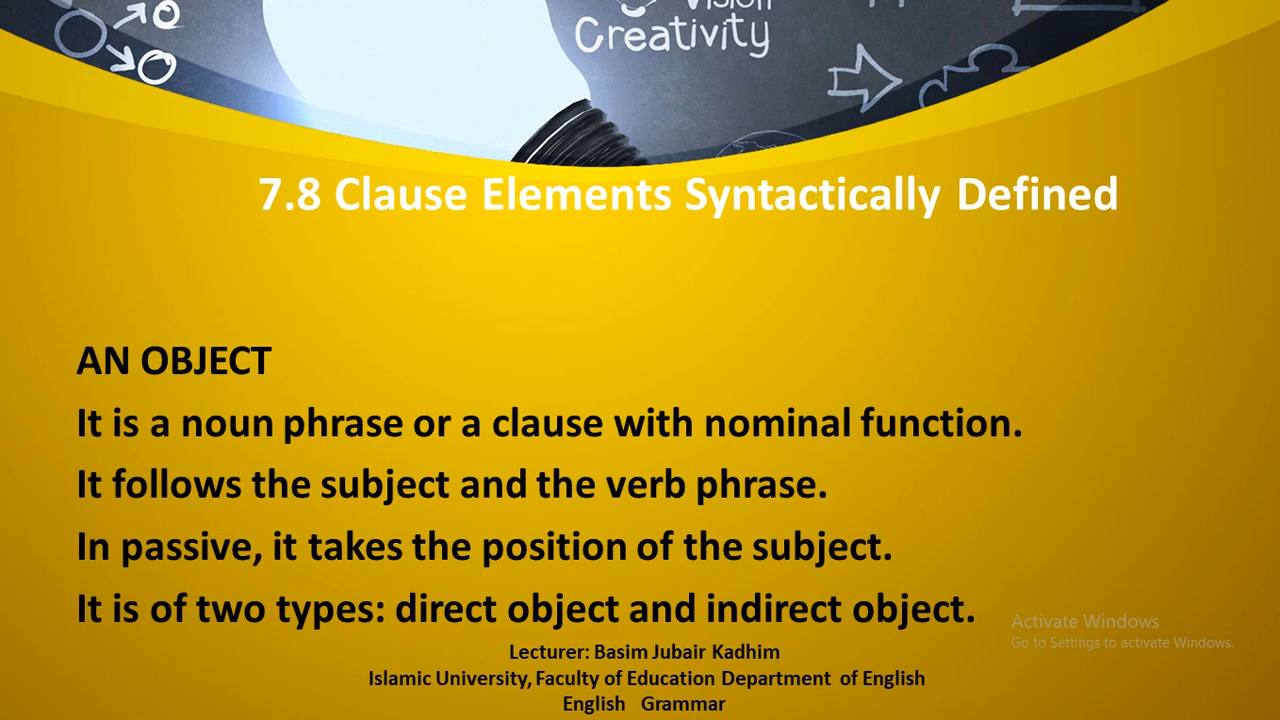 Vision
Creativity
7.8 Clause Elements Syntactically Defined
AN OBJECT
It is a noun phrase or a clause with nominal function.
It follows the subject and the verb phrase.
In passive, it takes the position of the subject.
It is of two types: direct object and indirect object.
Activate Windows
Go to Settings to activate Windows.
Lecturer: Basim Jubair Kadhim
Islamic University, Faculty of Education Department of English
English Grammar